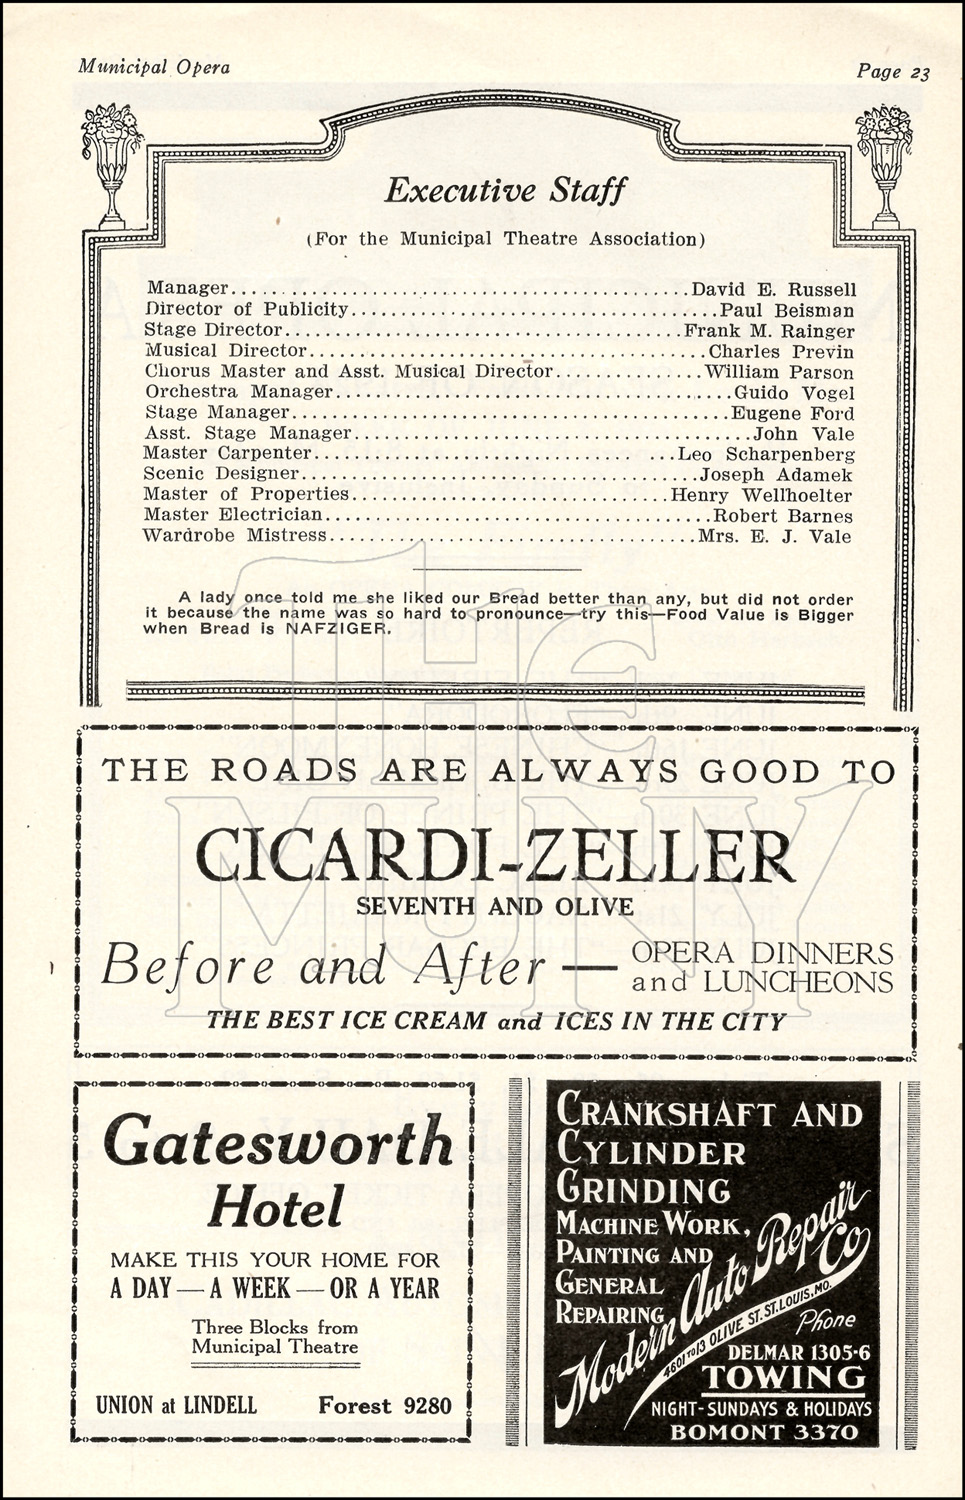 Municipal Opera
Page 23
Executive Staff
(For the Municipal Theatre Association)
Manager............................................David E. Russell
Director of Publicity...................................Paul Beisman
Stage Director......................................Frank M. Rainger
Musical Director......................................Charles Previn
Chorus Master and Asst. Musical Director..............William Parson
Orchestra Manager.....................................Guido Vogel
Stage Manager.........................................Eugene Ford
Asst. Stage Manager.....................................John Vale
Master Carpenter...................................Leo Scharpenberg
Scenic Designer......................................Joseph Adamek
Master of Properties..............................Henry Wellhoelter
Master Electrician.....................................Robert Barnes
Wardrobe Mistress...................................Mrs. E. J. Vale
A lady once told me she liked our Bread better than any, but did not order
it because the name was so hard to pronounce—try this—Food Value is Bigger
when Bread is NAFZIGER.
The
MUNY
THE ROADS ARE ALWAYS GOOD TO
CICARDI-ZELLER
SEVENTH AND OLIVE
Before and After — OPERA DINNERS
and LUNCHEONS
THE BEST ICE CREAM and ICES IN THE CITY
Gatesworth
Hotel
MAKE THIS YOUR HOME FOR
A DAY — A WEEK — OR A YEAR
Three Blocks from
Municipal Theatre
UNION at LINDELL Forest 9280
CRANKSHAFT AND
CYLINDER
GRINDING
MACHINE WORK,
PAINTING AND
GENERAL
REPAIRING
Modern Auto Repair Co
4601 TO 13 OLIVE ST. ST. LOUIS, MO.
Phone
DELMAR 1305-6
TOWING
NIGHT-SUNDAYS & HOLIDAYS
BOMONT 3370